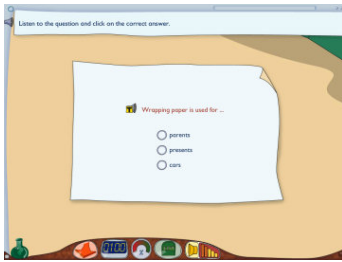 Listen to the question and click on the correct answer.
Wrapping paper is used for ...
parents
presents
cars